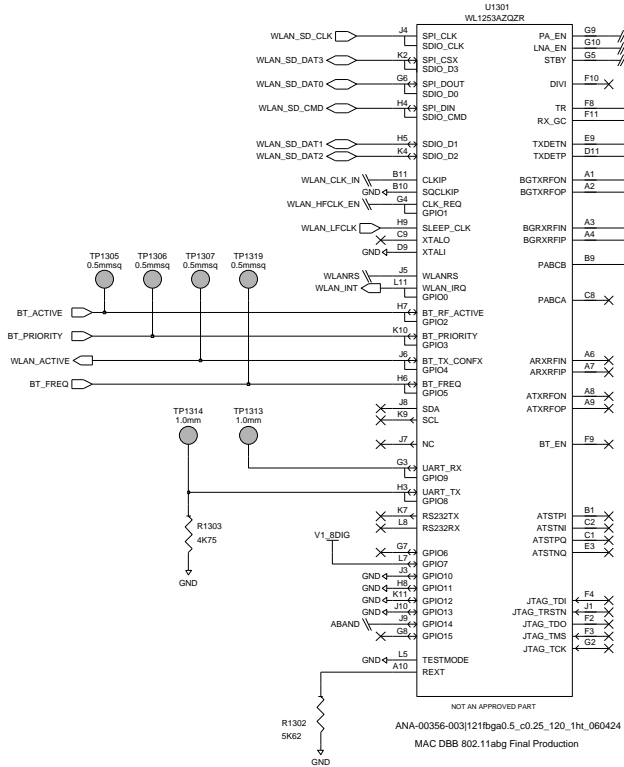 U1301
WL1253AZQZR
WLAN_SD_CLK J4 SPI_CLK PA_EN G9
SDIO_CLK LNA_EN G10
WLAN_SD_DAT3 K2 SPI_CSX STBY G5
SDIO_D3
WLAN_SD_DAT0 G6 SPI_DOUT DIVI F10
SDIO_D0
WLAN_SD_CMD H4 SPI_DIN TR F8
SDIO_CMD RX_GC F11
WLAN_SD_DAT1 H5 SDIO_D1 TXDETN E9
WLAN_SD_DAT2 K4 SDIO_D2 TXDETP D11
WLAN_CLK_IN B11 CLKIP BGTXRFON A1
GND B10 SQCLKIP BGTXRFOP A2
WLAN_HFCLK_EN G4 CLK_REQ
GPIO1
WLAN_LFCLK H9 SLEEP_CLK BGRXRFIN A3
C9 XTALO BGRXRFIP A4
GND D9 XTALI
PABCB B9
TP1305 TP1306 TP1307 TP1319
0.5mmsq 0.5mmsq 0.5mmsq 0.5mmsq
WLANRS J5 WLANRS
WLAN_INT L11 WLAN_IRQ
GPIO0 PABCA C8
BT_ACTIVE H7 BT_RF_ACTIVE
GPIO2
BT_PRIORITY K10 BT_PRIORITY
GPIO3
WLAN_ACTIVE J6 BT_TX_CONFX ARXRFIN A6
GPIO4 ARXRFIP A7
BT_FREQ H6 BT_FREQ
GPIO5 ATXRFON A8
J8 SDA ATXRFOP A9
K9 SCL
TP1314 TP1313
1.0mm 1.0mm
J7 NC BT_EN F9
G3 UART_RX
GPIO9
H3 UART_TX
GPIO8
K7 RS232TX ATSTPI B1
L8 RS232RX ATSTNI C2
R1303
4K75
GND
V1_8DIG
ATSTPQ C1
G7 GPIO6 ATSTNQ E3
L7 GPIO7
GND J3 GPIO10
GND H8 GPIO11
GND K11 GPIO12 JTAG_TDI F4
GND J10 GPIO13 JTAG_TRSTN J1
ABAND J9 GPIO14 JTAG_TDO F2
G8 GPIO15 JTAG_TMS F3
JTAG_TCK G2
GND L5 TESTMODE
A10 REXT
R1302
5K62
GND
NOT AN APPROVED PART
ANA-00356-003|121fbga0.5_c0.25_120_1ht_060424
MAC DBB 802.11abg Final Production